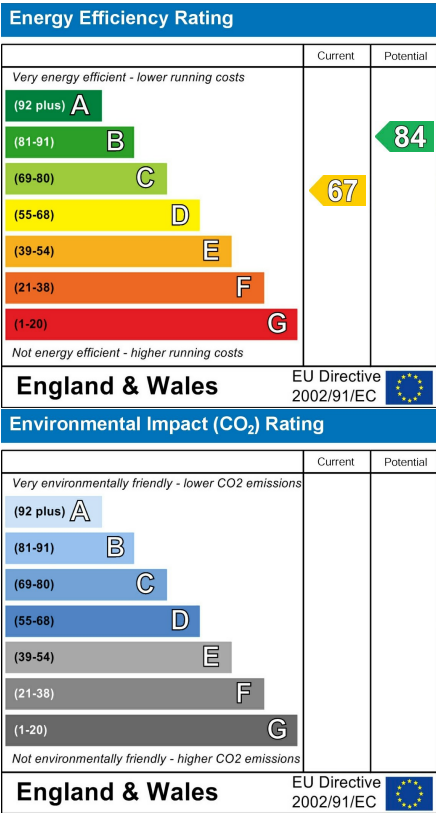 Energy Efficiency Rating
Current Potential
Very energy efficient - lower running costs
(92 plus) A
(81-91) B
84
(69-80) C
67
(55-68) D
(39-54) E
(21-38) F
(1-20) G
Not energy efficient - higher running costs
England & Wales
EU Directive
2002/91/EC
Environmental Impact (CO₂) Rating
Current Potential
Very environmentally friendly - lower CO2 emissions
(92 plus) A
(81-91) B
(69-80) C
(55-68) D
(39-54) E
(21-38) F
(1-20) G
Not environmentally friendly - higher CO2 emissions
England & Wales
EU Directive
2002/91/EC